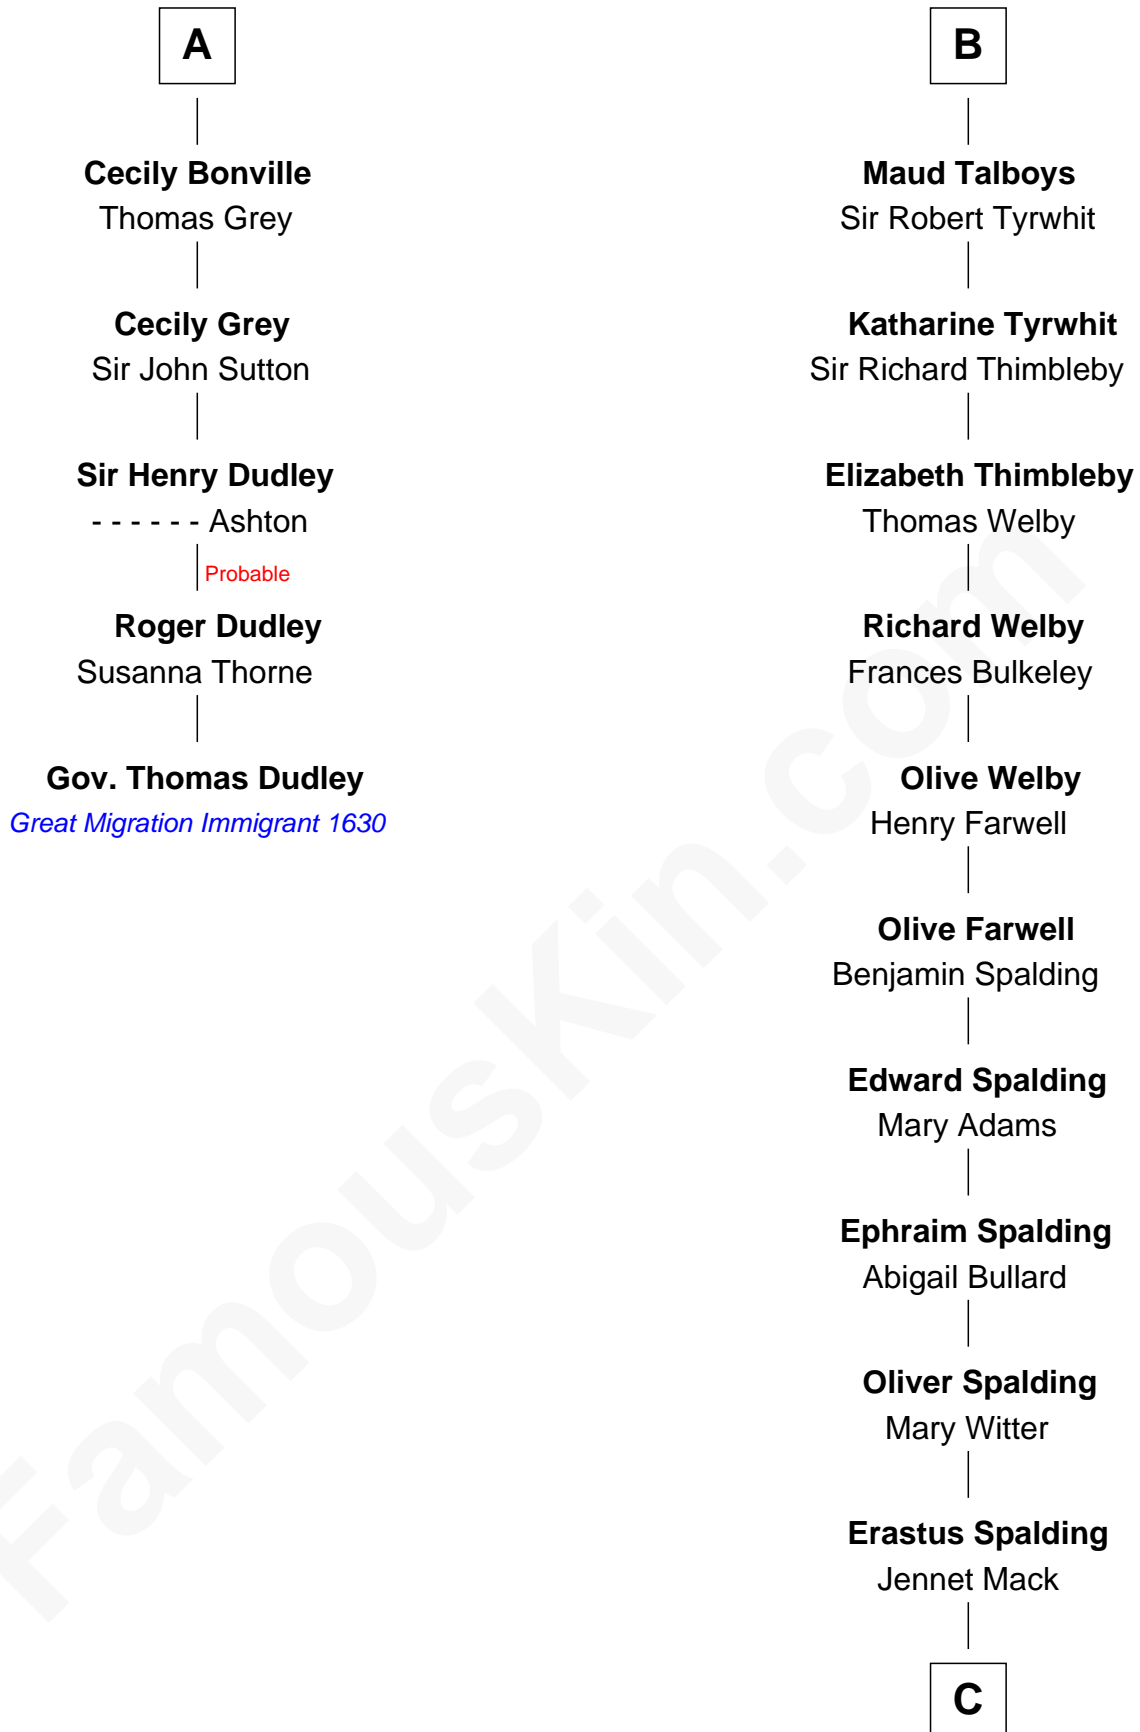 A
Cecily Bonville
Thomas Grey
Cecily Grey
Sir John Sutton
Sir Henry Dudley
- - - - - - Ashton
Probable
Roger Dudley
Susanna Thorne
Gov. Thomas Dudley
Great Migration Immigrant 1630
B
Maud Talboys
Sir Robert Tyrwhit
Katharine Tyrwhit
Sir Richard Thimbleby
Elizabeth Thimbleby
Thomas Welby
Richard Welby
Frances Bulkeley
Olive Welby
Henry Farwell
Olive Farwell
Benjamin Spalding
Edward Spalding
Mary Adams
Ephraim Spalding
Abigail Bullard
Oliver Spalding
Mary Witter
Erastus Spalding
Jennet Mack
C
FamousKin.com